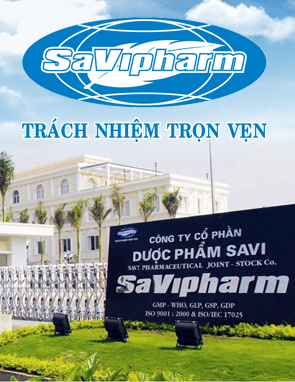 SaVipharm
TRÁCH NHIỆM TRỌN VẸN
CÔNG TY CỔ PHẦN
DƯỢC PHẨM SAVI
SAVI PHARMACEUTICAL JOINT - STOCK Co.
SaVipharm
GMP - WHO, GLP, GSP, GDP
ISO 9001 : 2000 & ISO/IEC 17025